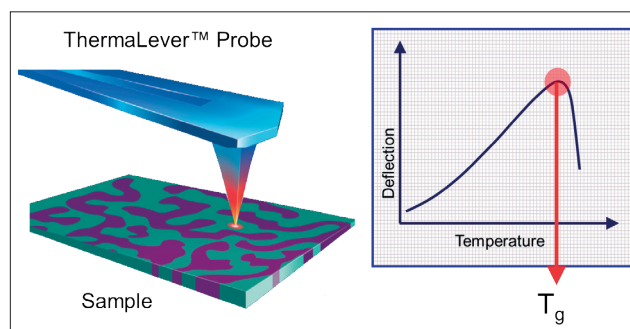 ThermaLever™ Probe
Sample
Deflection
Temperature
Tg